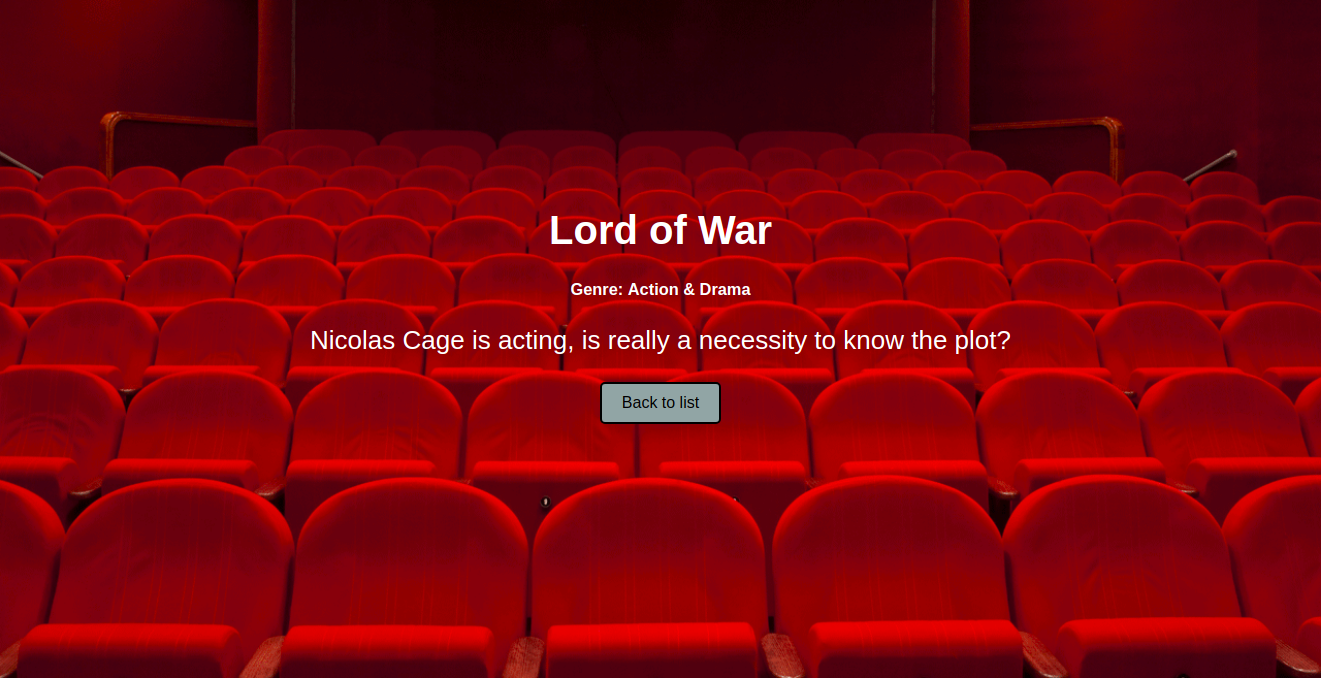 Lord of War
Genre: Action & Drama
Nicolas Cage is acting, is really a necessity to know the plot?
Back to list